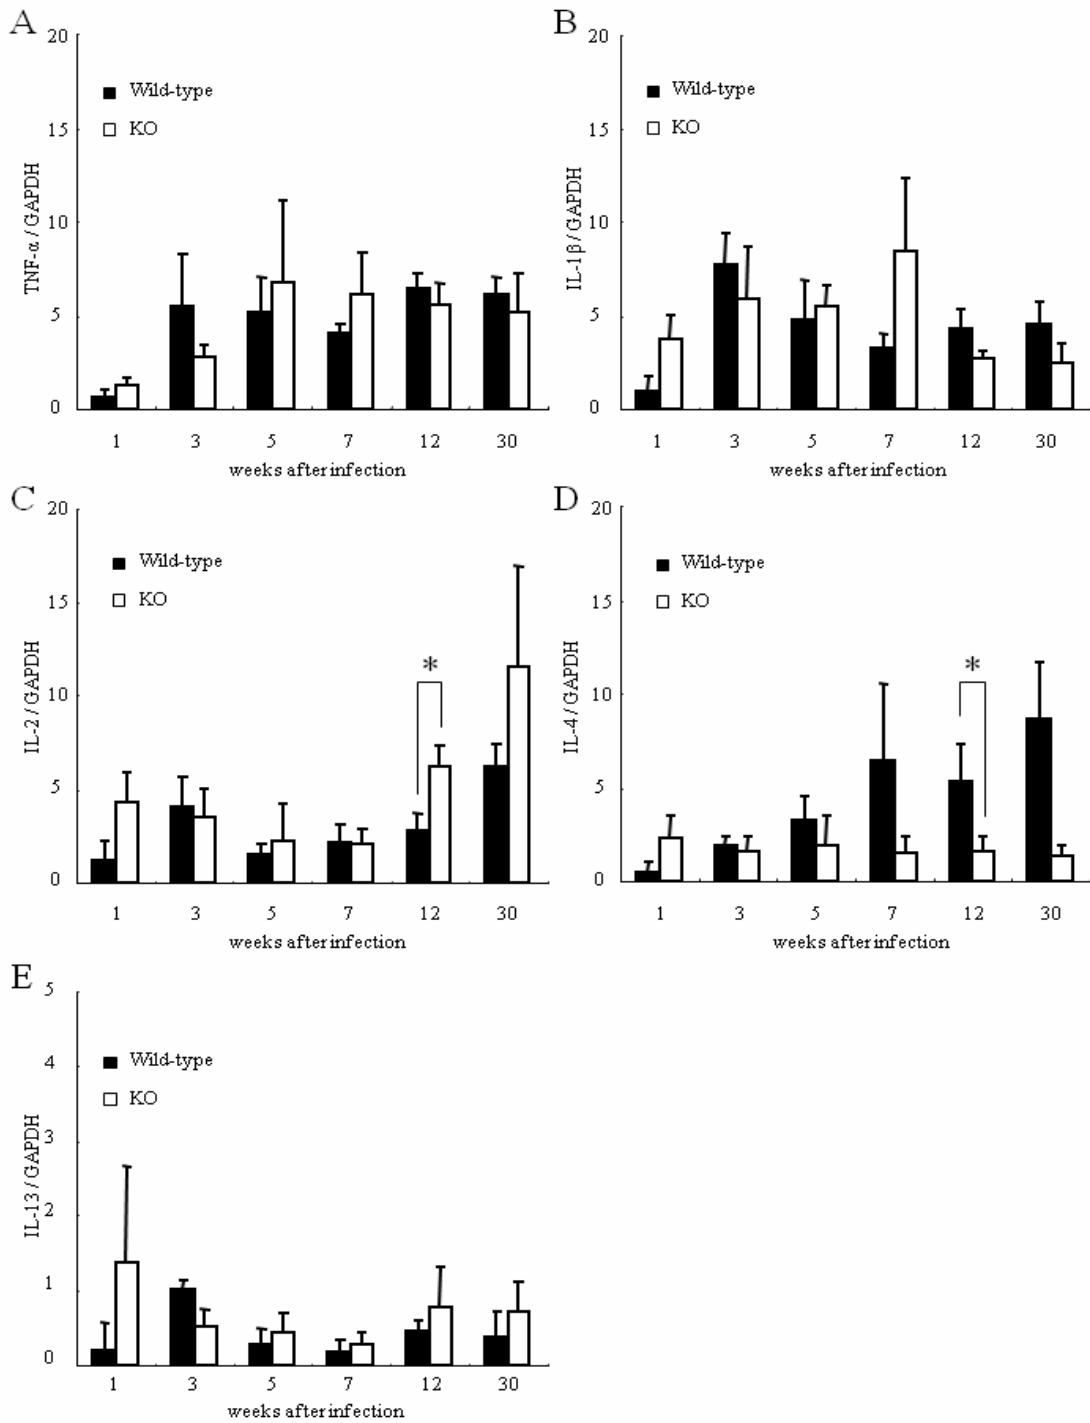 A
20
15
10
5
0
TNF-α / GAPDH
Wild-type
KO
1 3 5 7 12 30
weeks after infection
B
20
15
10
5
0
IL-1β / GAPDH
Wild-type
KO
1 3 5 7 12 30
weeks after infection
C
20
15
10
5
0
IL-2 / GAPDH
Wild-type
KO
*
1 3 5 7 12 30
weeks after infection
D
20
15
10
5
0
IL-4 / GAPDH
Wild-type
KO
*
1 3 5 7 12 30
weeks after infection
E
5
4
3
2
1
0
IL-13 / GAPDH
Wild-type
KO
1 3 5 7 12 30
weeks after infection